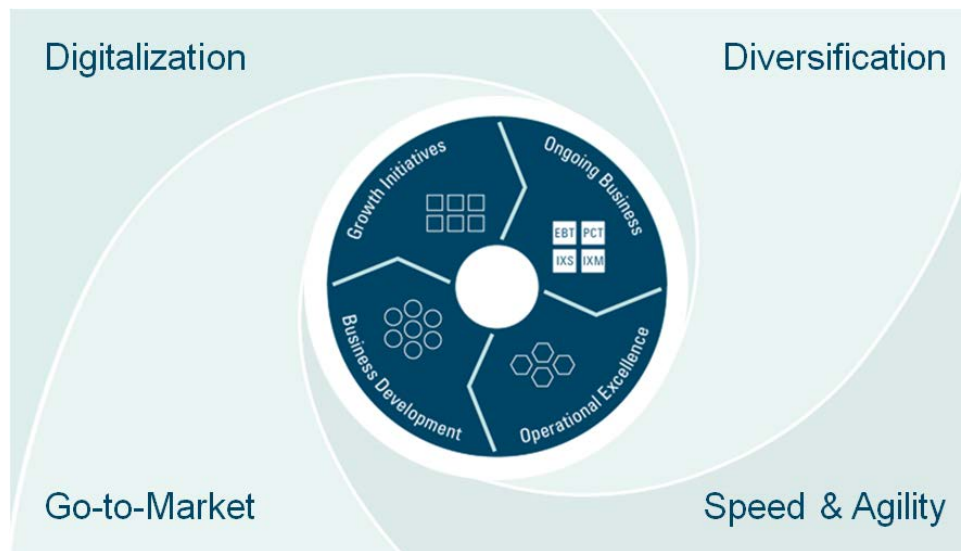 Digitalization
Diversification
Growth Initiatives
Ongoing Business
EBT PCT
IXS IXM
Business Development
Operational Excellence
Go-to-Market
Speed & Agility